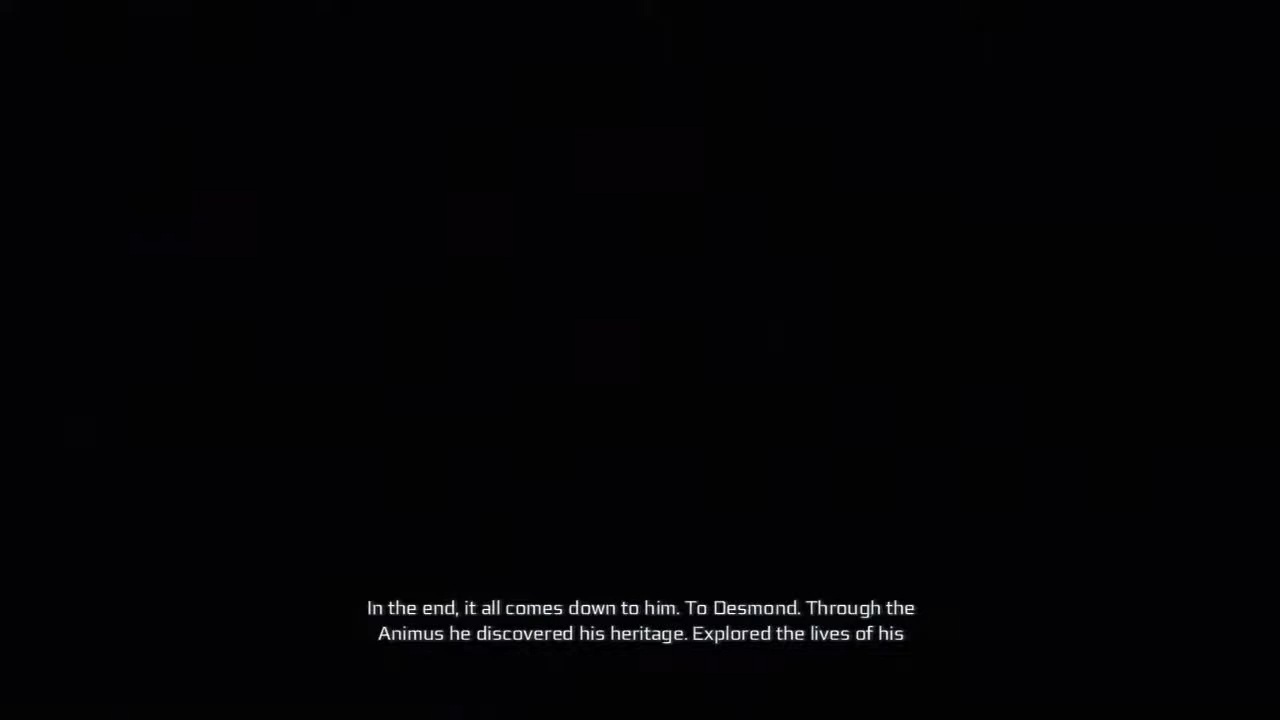 In the end, it all comes down to him. To Desmond. Through the
Animus he discovered his heritage. Explored the lives of his